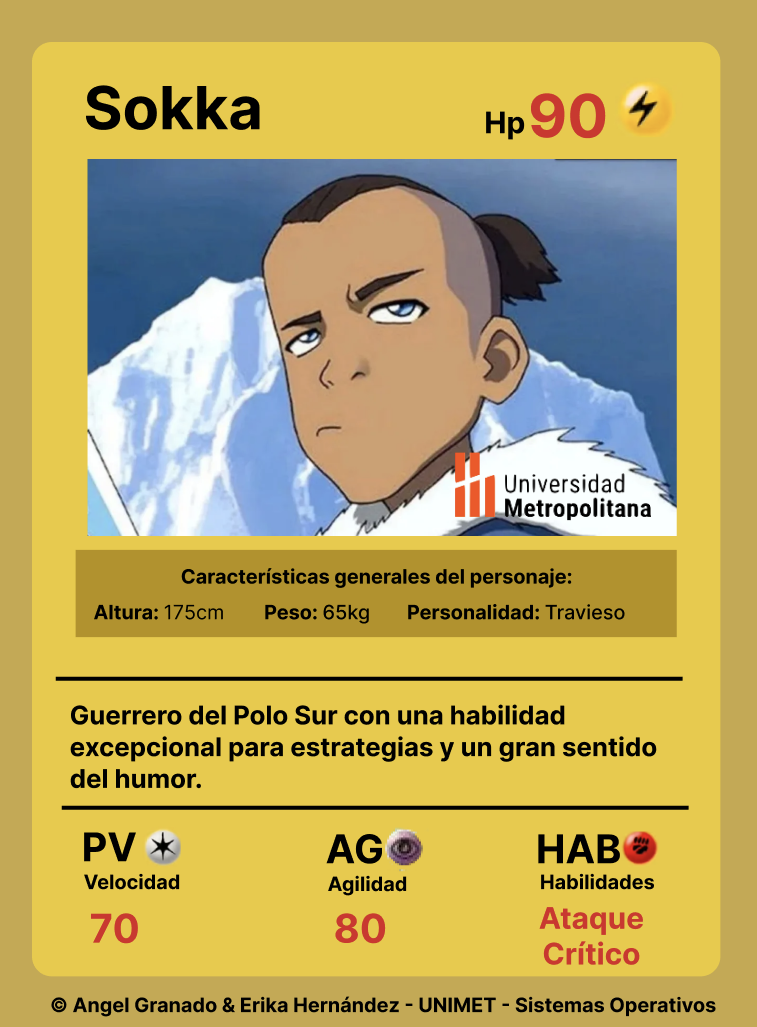 Sokka
Hp 90
Universidad
Metropolitana
Características generales del personaje:
Altura: 175cm Peso: 65kg Personalidad: Travieso
Guerrero del Polo Sur con una habilidad
excepcional para estrategias y un gran sentido
del humor.
PV AG HAB
Velocidad Agilidad Habilidades
70 80 Ataque
Crítico
© Angel Granado & Erika Hernández - UNIMET - Sistemas Operativos